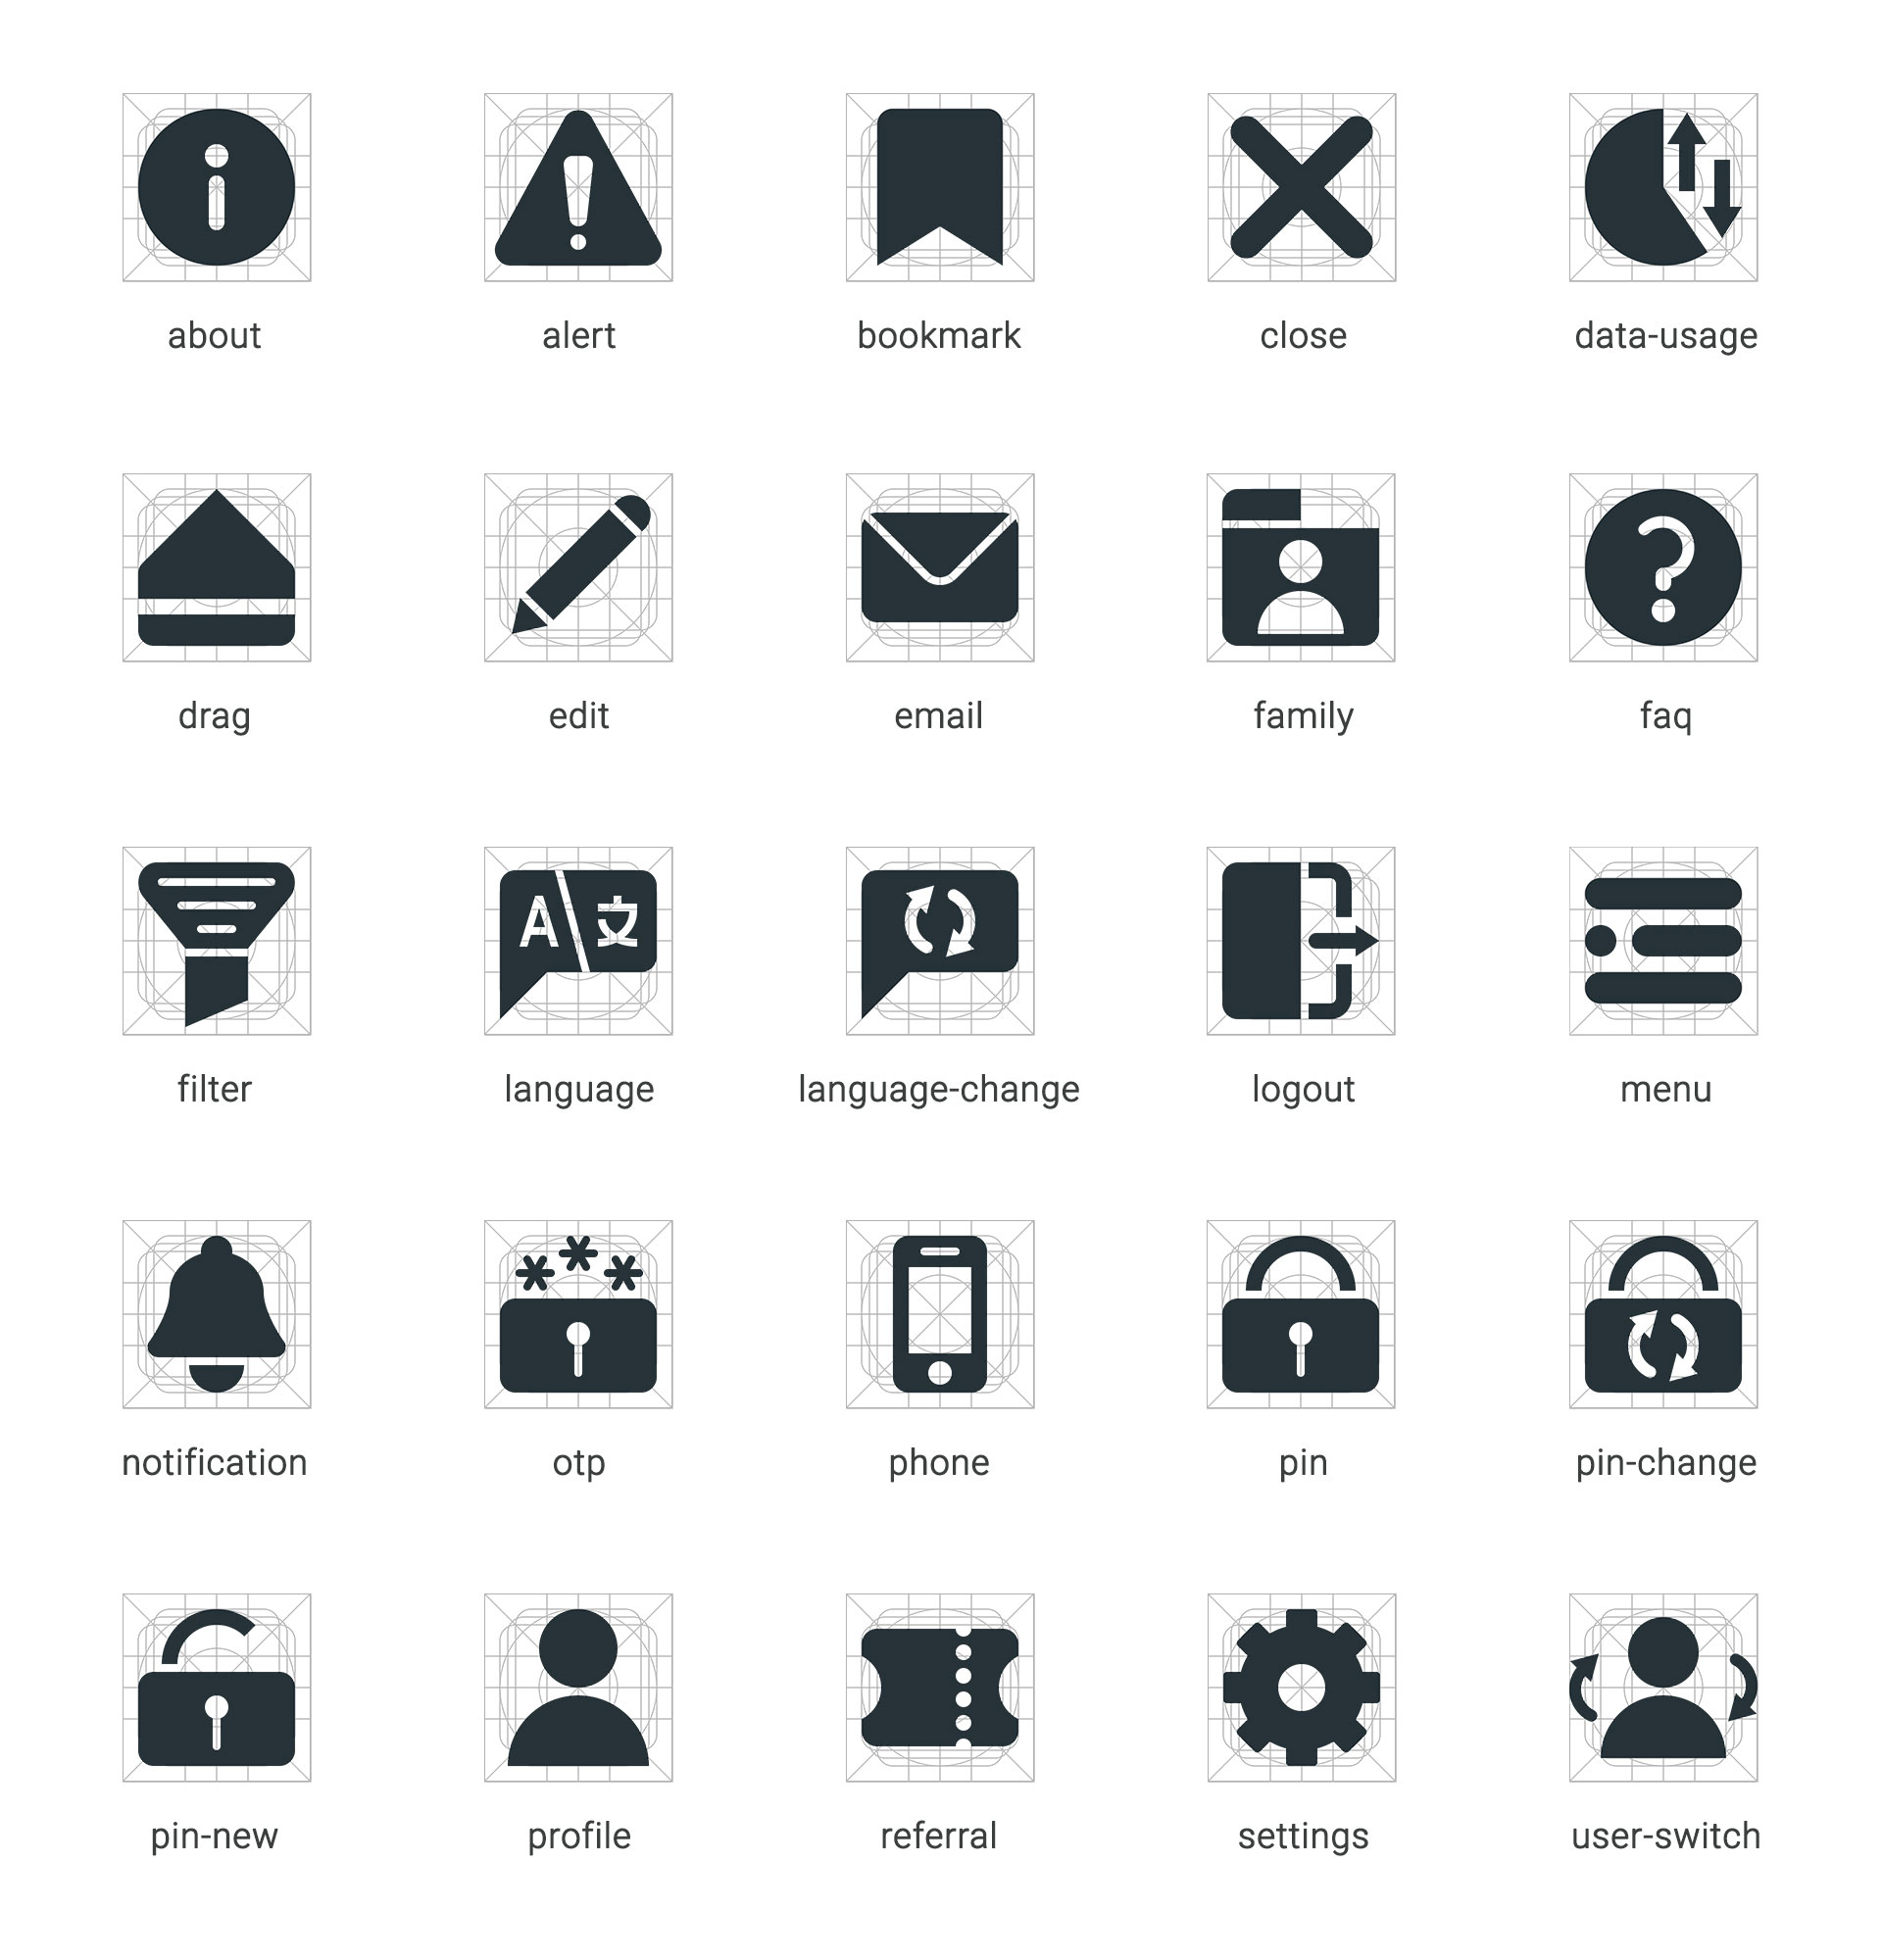 about alert bookmark close data-usage
drag edit email family faq
A 文
filter language language-change logout menu
notification otp phone pin pin-change
pin-new profile referral settings user-switch